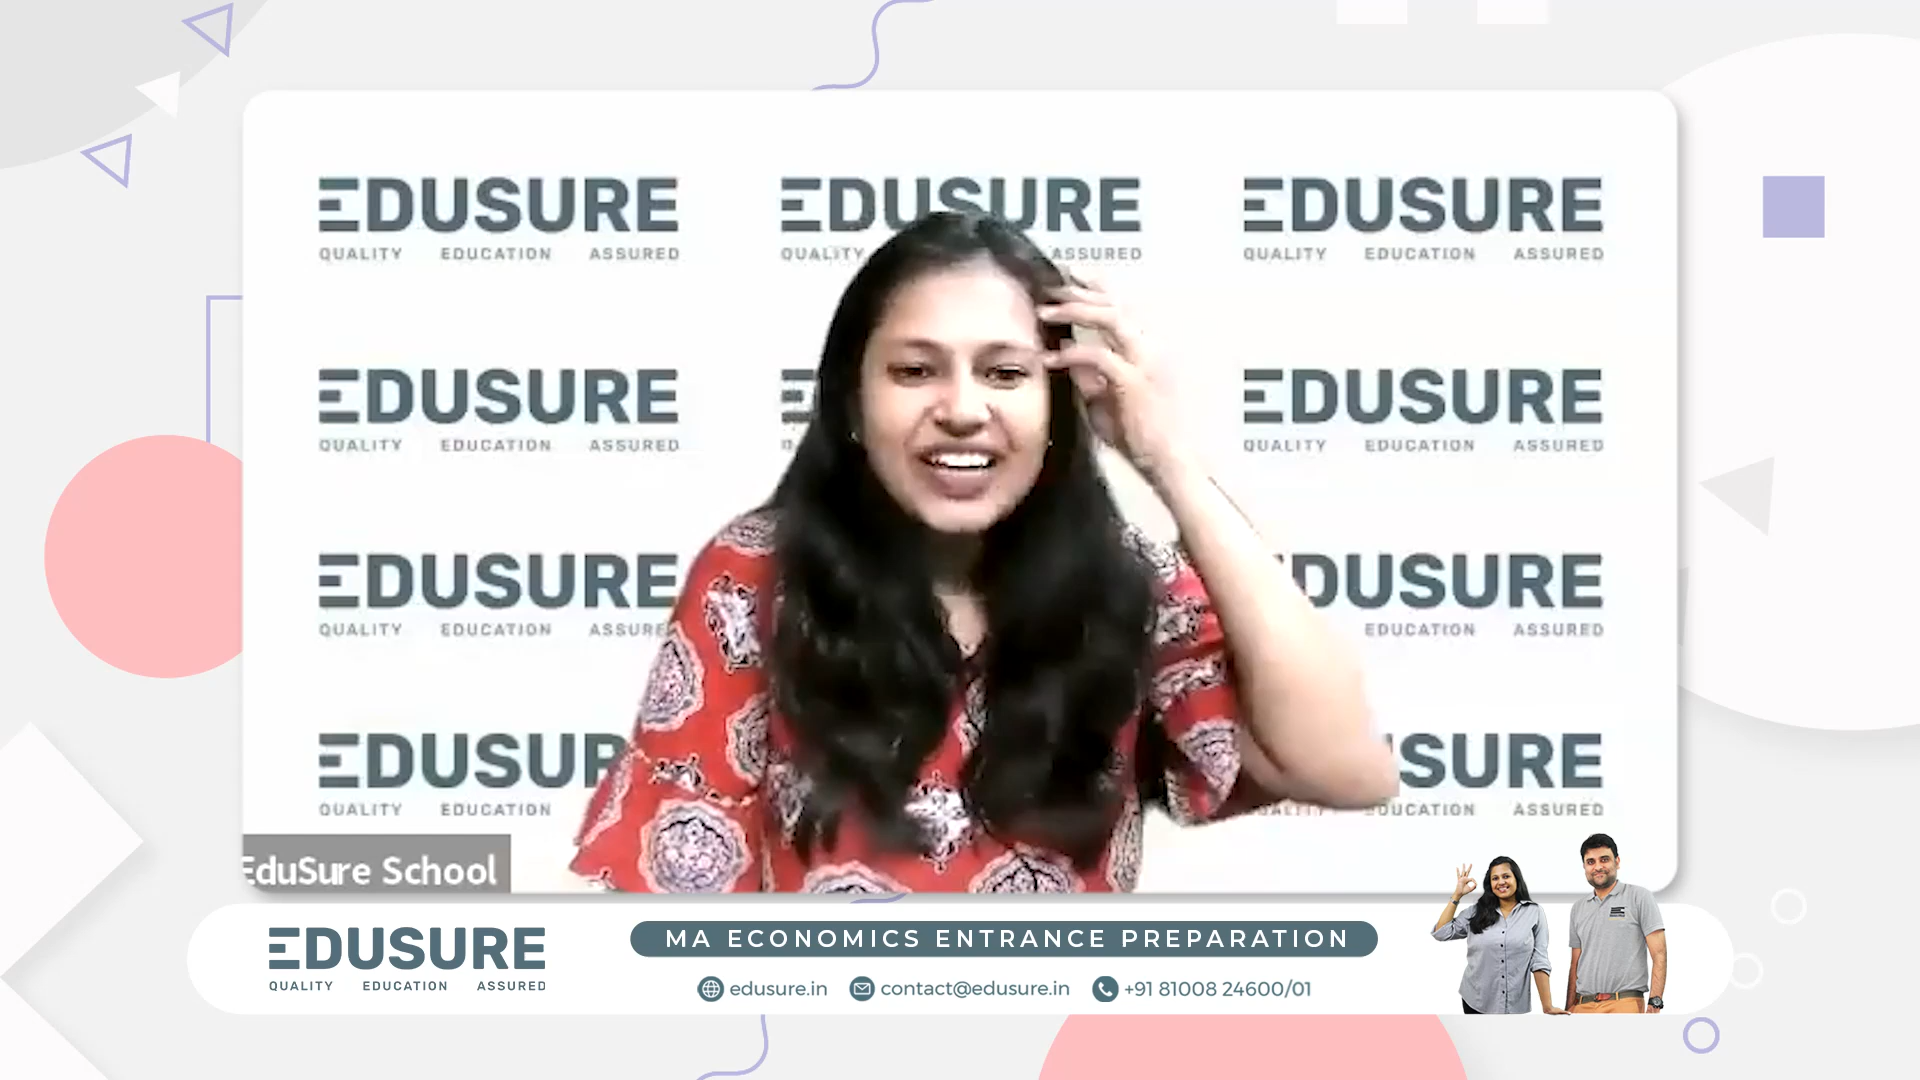 EDUSURE EDUSURE EDUSURE
QUALITY EDUCATION ASSURED QUALITY ASSURED QUALITY EDUCATION ASSURED
EDUSURE E EDUSURE
QUALITY EDUCATION ASSURED QUALITY EDUCATION ASSURED
EDUSURE DUSURE
QUALITY EDUCATION ASSURE EDUCATION ASSURED
EDUSUR SURE
QUALITY EDUCATION EDUCATION ASSURED
EduSure School
EDUSURE
QUALITY EDUCATION ASSURED
MA ECONOMICS ENTRANCE PREPARATION
edusure.in contact@edusure.in +91 81008 24600/01